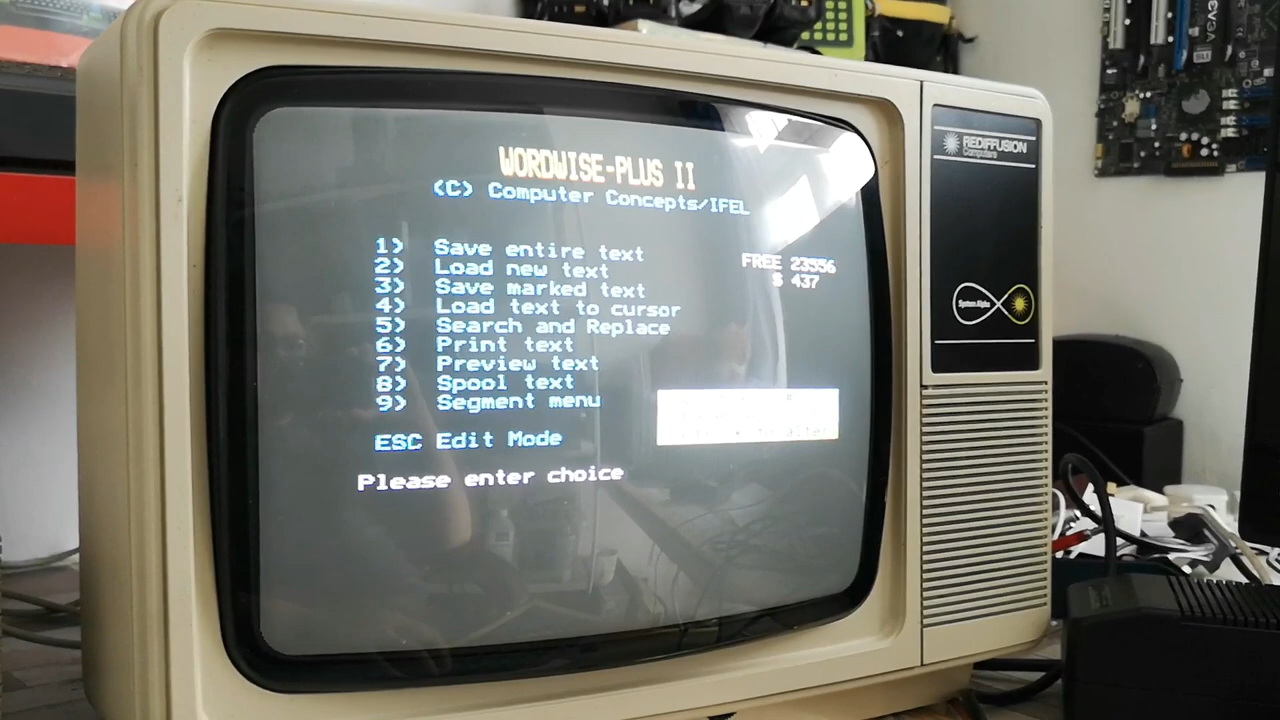 WORDWISE-PLUS II
(C) Computer Concepts/IFEL
1) Save entire text
2) Load new text
3) Save marked text
4) Load text to cursor
5) Search and Replace
6) Print text
7) Preview text
8) Spool text
9) Segment menu
ESC Edit Mode
Please enter choice
FREE 23556
$ 437
REDIFFUSION
Computers
System Alpha
EVGA